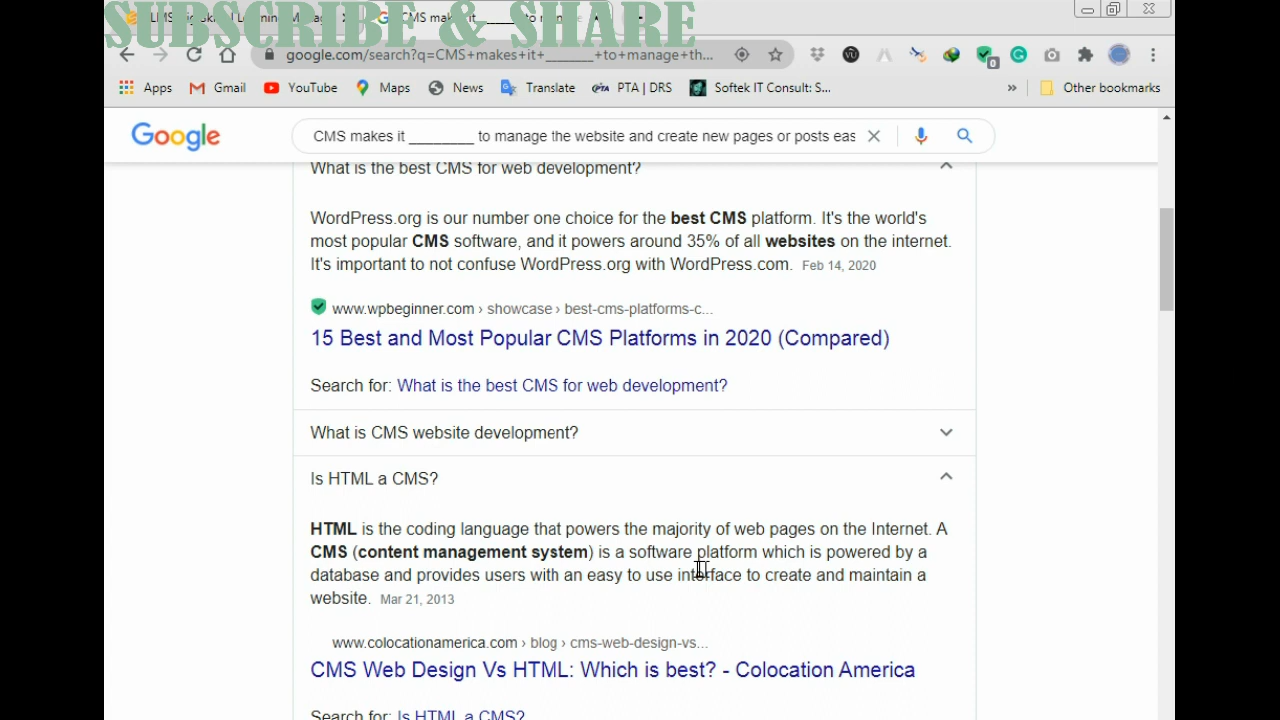 SUBSCRIBE & SHARE
CMS makes it ______ to man
google.com/search?q=CMS+makes+it+_______+to+manage+th...
0
Apps Gmail YouTube Maps News Translate PTA | DRS Softek IT Consult: S... » Other bookmarks
Google CMS makes it ________ to manage the website and create new pages or posts eas
What is the best CMS for web development?
WordPress.org is our number one choice for the best CMS platform. It's the world's
most popular CMS software, and it powers around 35% of all websites on the internet.
It's important to not confuse WordPress.org with WordPress.com. Feb 14, 2020
www.wpbeginner.com › showcase › best-cms-platforms-c...
15 Best and Most Popular CMS Platforms in 2020 (Compared)
Search for: What is the best CMS for web development?
What is CMS website development?
Is HTML a CMS?
HTML is the coding language that powers the majority of web pages on the Internet. A
CMS (content management system) is a software platform which is powered by a
database and provides users with an easy to use interface to create and maintain a
website. Mar 21, 2013
www.colocationamerica.com › blog › cms-web-design-vs...
CMS Web Design Vs HTML: Which is best? - Colocation America
Search for: Is HTML a CMS?